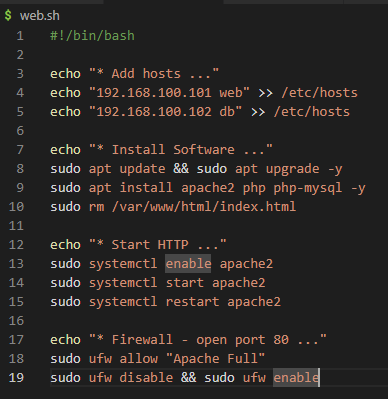 $ web.sh
1 #!/bin/bash
2
3 echo "* Add hosts ..."
4 echo "192.168.100.101 web" >> /etc/hosts
5 echo "192.168.100.102 db" >> /etc/hosts
6
7 echo "* Install Software ..."
8 sudo apt update && sudo apt upgrade -y
9 sudo apt install apache2 php php-mysql -y
10 sudo rm /var/www/html/index.html
11
12 echo "* Start HTTP ..."
13 sudo systemctl enable apache2
14 sudo systemctl start apache2
15 sudo systemctl restart apache2
16
17 echo "* Firewall - open port 80 ..."
18 sudo ufw allow "Apache Full"
19 sudo ufw disable && sudo ufw enable